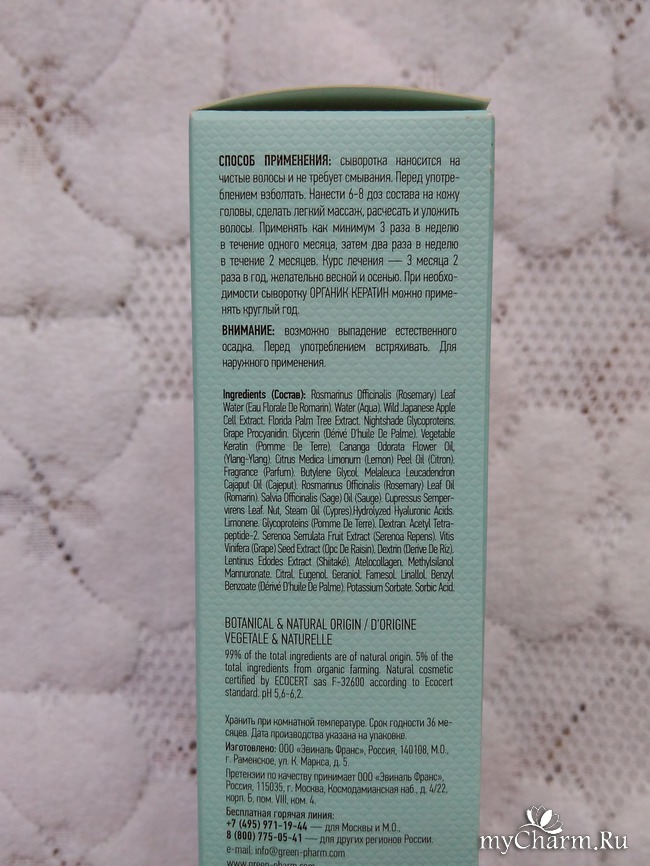 СПОСОБ ПРИМЕНЕНИЯ: сыворотка наносится на
чистые волосы и не требует смывания. Перед употре-
блением взболтать. Нанести 6-8 доз состава на кожу
головы, сделать легкий массаж, расчесать и уложить
волосы. Применять как минимум 3 раза в неделю
в течение одного месяца, затем два раза в неделю
в течение 2 месяцев. Курс лечения — 3 месяца 2
раза в год, желательно весной и осенью. При необхо-
димости сыворотку ОРГАНИК КЕРАТИН можно приме-
нять круглый год.
ВНИМАНИЕ: возможно выпадение естественного
осадка. Перед употреблением встряхивать. Для
наружного применения.
Ingredients (Состав): Rosmarinus Officinalis (Rosemary) Leaf
Water (Eau Florale De Romarin). Water (Aqua). Wild Japanese Apple
Cell Extract. Florida Palm Tree Extract. Nightshade Glycoproteins.
Grape Procyanidin. Glycerin (Dérivé D'huile De Palme). Vegetable
Keratin (Pomme De Terre). Cananga Odorata Flower Oil,
(Ylang-Ylang). Citrus Medica Limonum (Lemon) Peel Oil (Citron).
Fragrance (Parfum). Butylene Glycol. Melaleuca Leucadendron
Cajaput Oil (Cajeput). Rosmarinus Officinalis (Rosemary) Leaf Oil
(Romarin). Salvia Officinalis (Sage) Oil (Sauge). Cupressus Semper-
virens Leaf. Nut, Steam Oil (Cypres).Hydrolyzed Hyaluronic Acids.
Limonene. Glycoproteins (Pomme De Terre). Dextran. Acetyl Tetra-
peptide-2. Serenoa Serrulata Fruit Extract (Serenoa Repens). Vitis
Vinifera (Grape) Seed Extract (Opc De Raisin). Dextrin (Derive De Riz).
Lentinus Edodes Extract (Shiitaké). Atelocollagen. Methylsilanol
Mannuronate. Citral. Eugenol. Geraniol. Farnesol. Linallol. Benzyl
Benzoate (Dérivé D'huile De Palme). Potassium Sorbate. Sorbic Acid.
BOTANICAL & NATURAL ORIGIN / D'ORIGINE
VEGETALE & NATURELLE
99% of the total ingredients are of natural origin. 5% of the
total ingredients from organic farming. Natural cosmetic
certified by ECOCERT sas F-32600 according to Ecocert
standard. pH 5,6-6,2.
Хранить при комнатной температуре. Срок годности 36 ме-
сяцев. Дата производства указана на упаковке.
Изготовлено: ООО «Эвиналь Франс», Россия, 140108, М.О.,
г. Раменское, ул. К. Маркса, д. 5.
Претензии по качеству принимает ООО «Эвиналь Франс»,
Россия, 115035, г. Москва, Космодамианская наб., д. 4/22,
корп. Б, пом. VIII, ком. 4.
Бесплатная горячая линия:
+7 (495) 971-19-44 — для Москвы и М.О.,
8 (800) 775-05-41 — для других регионов России.
e-mail: info@green-pharm.com
www.green-pharm.com
myCharm.Ru